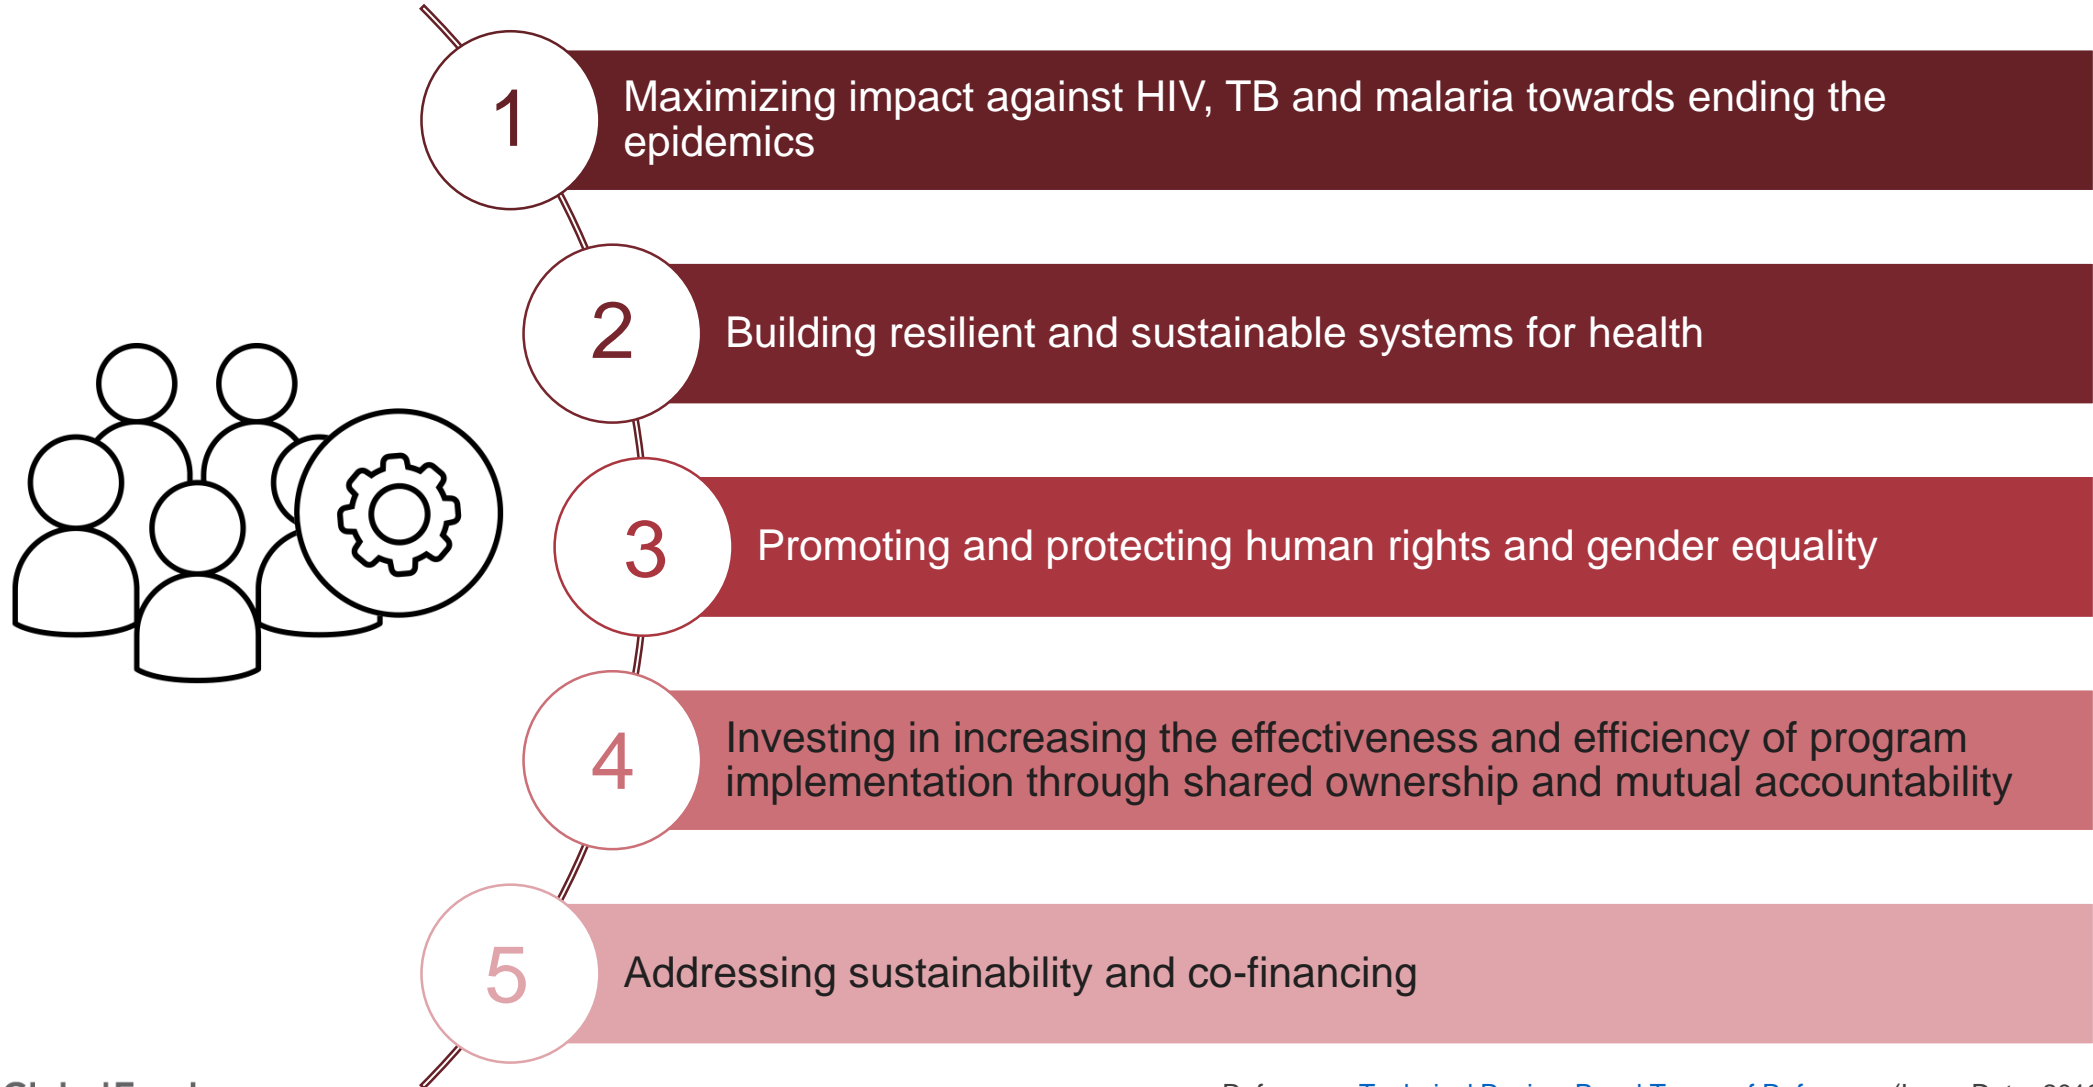 1
Maximizing impact against HIV, TB and malaria towards ending the
epidemics
2
Building resilient and sustainable systems for health
3
Promoting and protecting human rights and gender equality
4
Investing in increasing the effectiveness and efficiency of program
implementation through shared ownership and mutual accountability
5
Addressing sustainability and co-financing